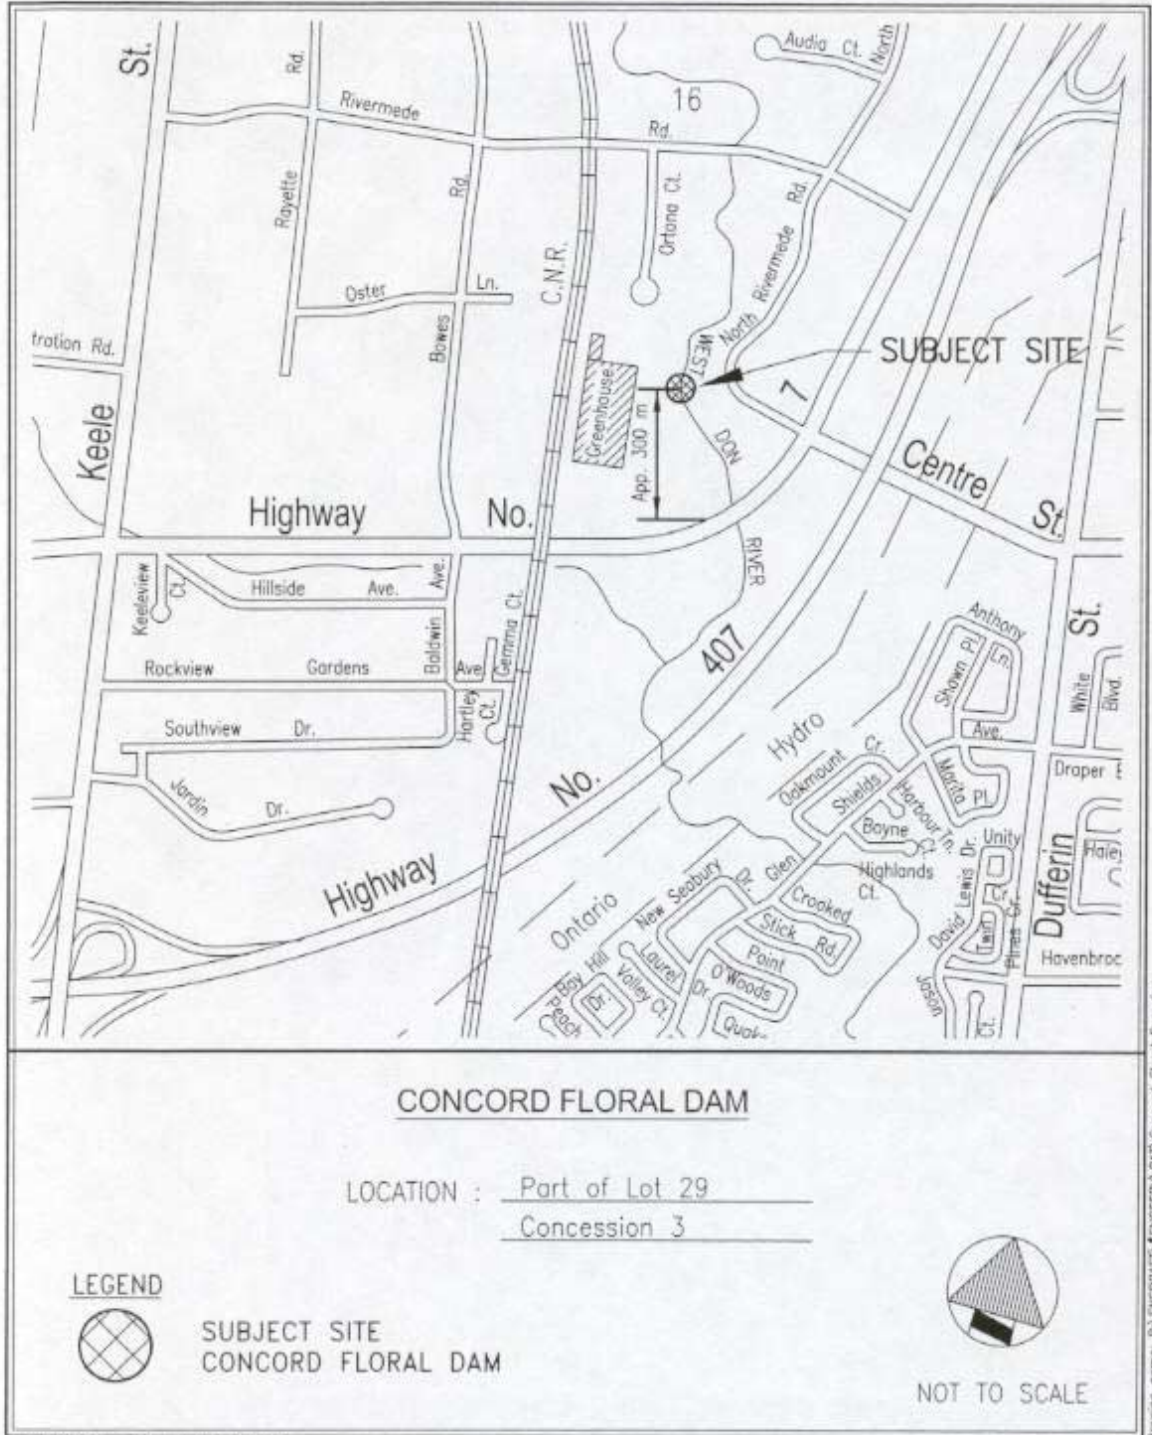 St.
Rd.
Rivermede
Rd.
16
Audia Ct.
North
Rayette
Rd.
C.N.R.
Ortona Ct.
North Rivermede Rd.
Oster Ln.
Bowes
tration Rd.
Keele
WEST
SUBJECT SITE
Greenhouse
App. 300 m
DON
RIVER
7
Centre St.
Highway No.
Keeleview Ct.
Hillside Ave.
Ave.
Baldwin
Gemma Ct.
Rockview Gardens
Ave
Hartley Ct.
Southview Dr.
Jardin Dr.
407
Hydro
No.
Highway
Ontario
Anthony Ln.
Shawn Pl.
St.
White Blvd.
Ave.
Draper
Oakmount Cr.
Shields
Marita Pl.
Harbour Tn.
Boyne Ct.
Highlands Ct.
Unity
David Lewis Dr.
Cr.
Twin Pines Cr.
Dufferin
Haley
Havenbroo
New Seabury Dr.
Glen
Crooked Stick Rd.
Point
O'Woods
Dr.
Laurel
Valley Ct.
Bay Hill Dr.
Peach
Quak
Jason Ct.
CONCORD FLORAL DAM
LOCATION : Part of Lot 29
Concession 3
LEGEND
SUBJECT SITE
CONCORD FLORAL DAM
NOT TO SCALE